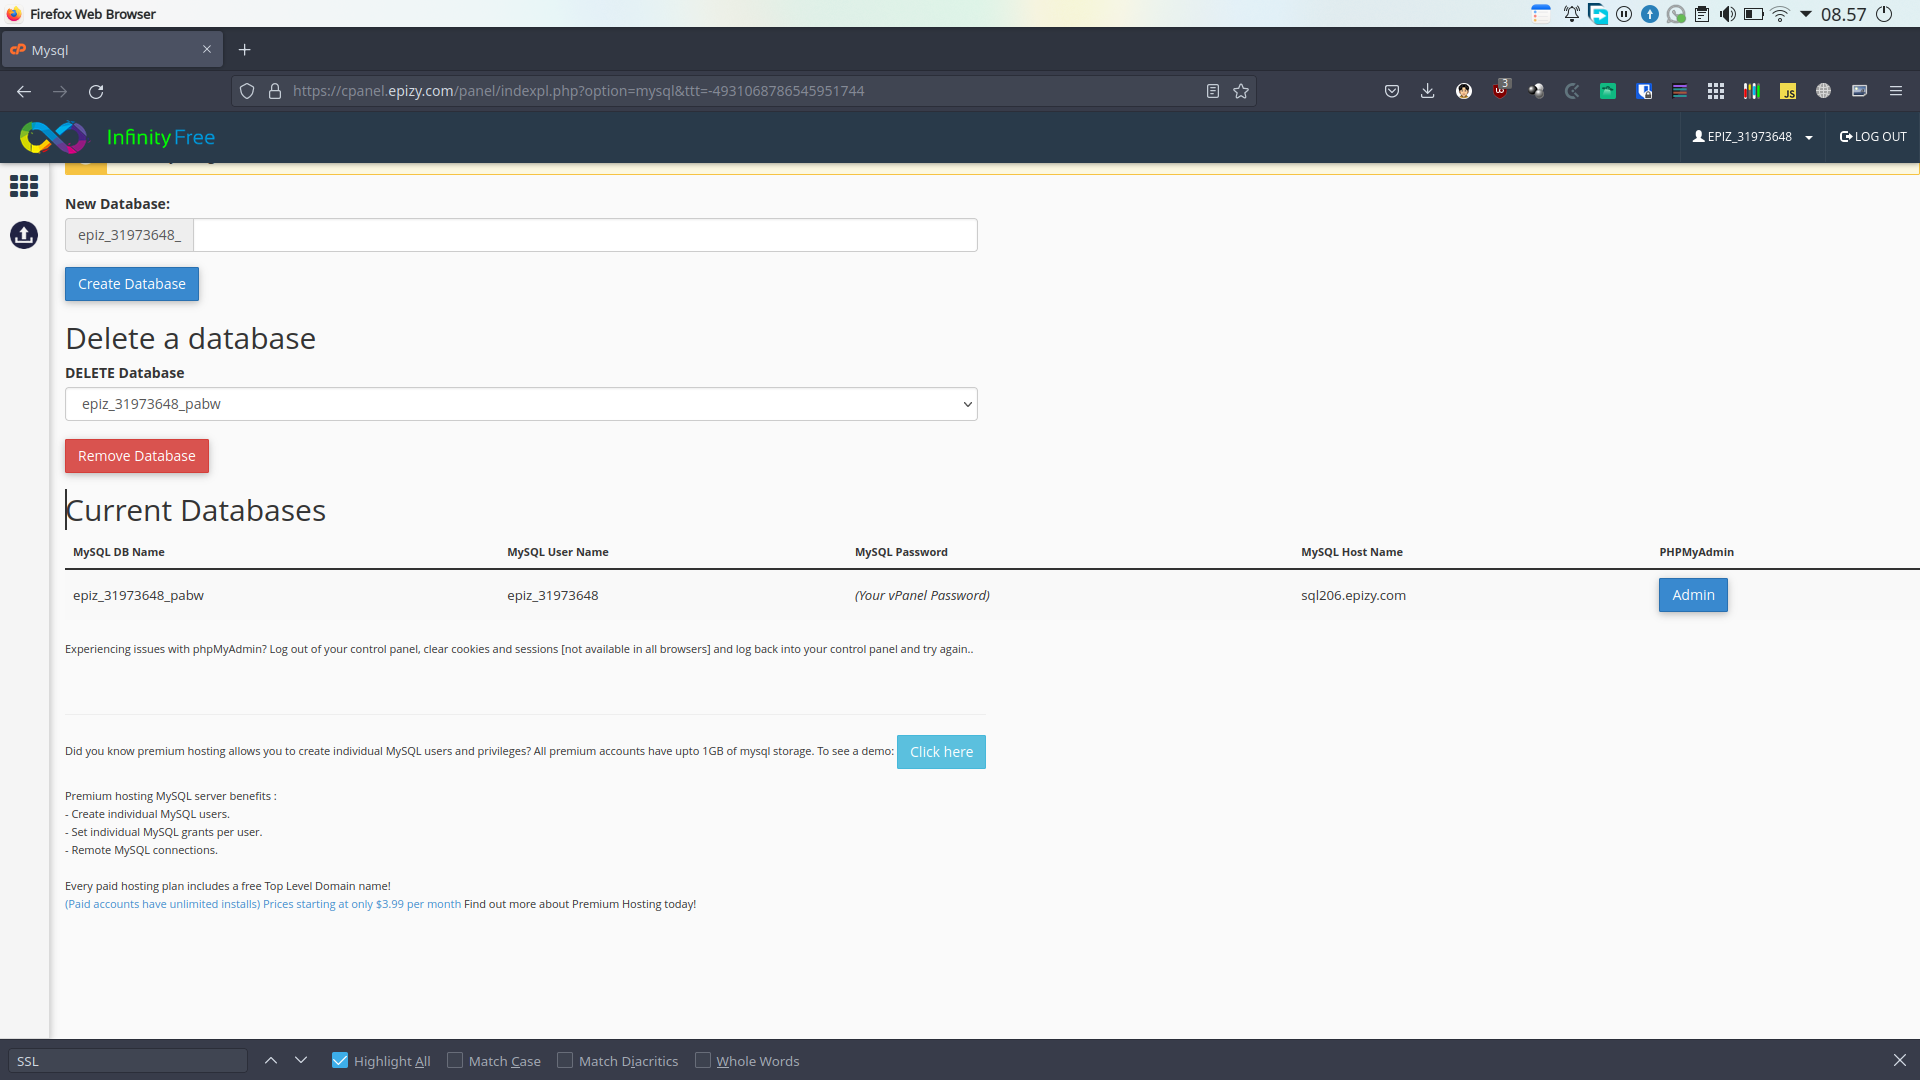 Firefox Web Browser
08.57
Mysql
https://cpanel.epizy.com/panel/indexpl.php?option=mysql&ttt=-4931068786545951744
3
JS
InfinityFree
EPIZ_31973648
LOG OUT
New Database:
epiz_31973648_
Create Database
Delete a database
DELETE Database
epiz_31973648_pabw
Remove Database
Current Databases
MySQL DB Name MySQL User Name MySQL Password MySQL Host Name PHPMyAdmin
epiz_31973648_pabw epiz_31973648 (Your vPanel Password) sql206.epizy.com Admin
Experiencing issues with phpMyAdmin? Log out of your control panel, clear cookies and sessions [not available in all browsers] and log back into your control panel and try again..
Did you know premium hosting allows you to create individual MySQL users and privileges? All premium accounts have upto 1GB of mysql storage. To see a demo: Click here
Premium hosting MySQL server benefits :
- Create individual MySQL users.
- Set individual MySQL grants per user.
- Remote MySQL connections.
Every paid hosting plan includes a free Top Level Domain name!
(Paid accounts have unlimited installs) Prices starting at only $3.99 per month Find out more about Premium Hosting today!
SSL
Highlight All
Match Case
Match Diacritics
Whole Words